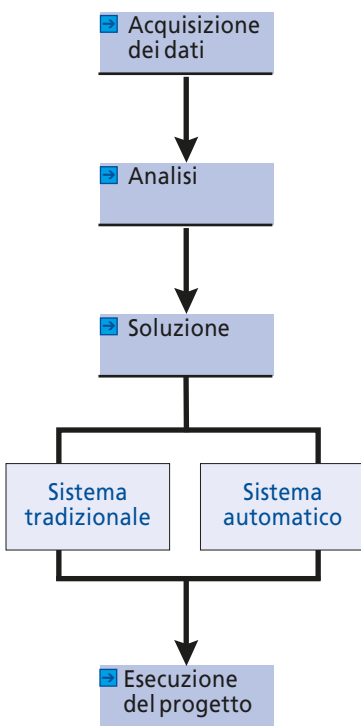 Acquisizione
dei dati
Analisi
Soluzione
Sistema
tradizionale
Sistema
automatico
Esecuzione
del progetto